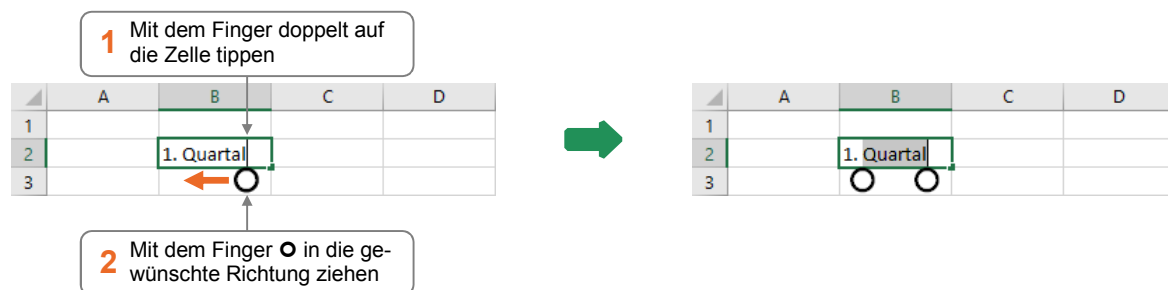 1 Mit dem Finger doppelt auf
die Zelle tippen
A B C D
1
2 1. Quartal
3
2 Mit dem Finger O in die ge-
wünschte Richtung ziehen
A B C D
1
2 1. Quartal
3